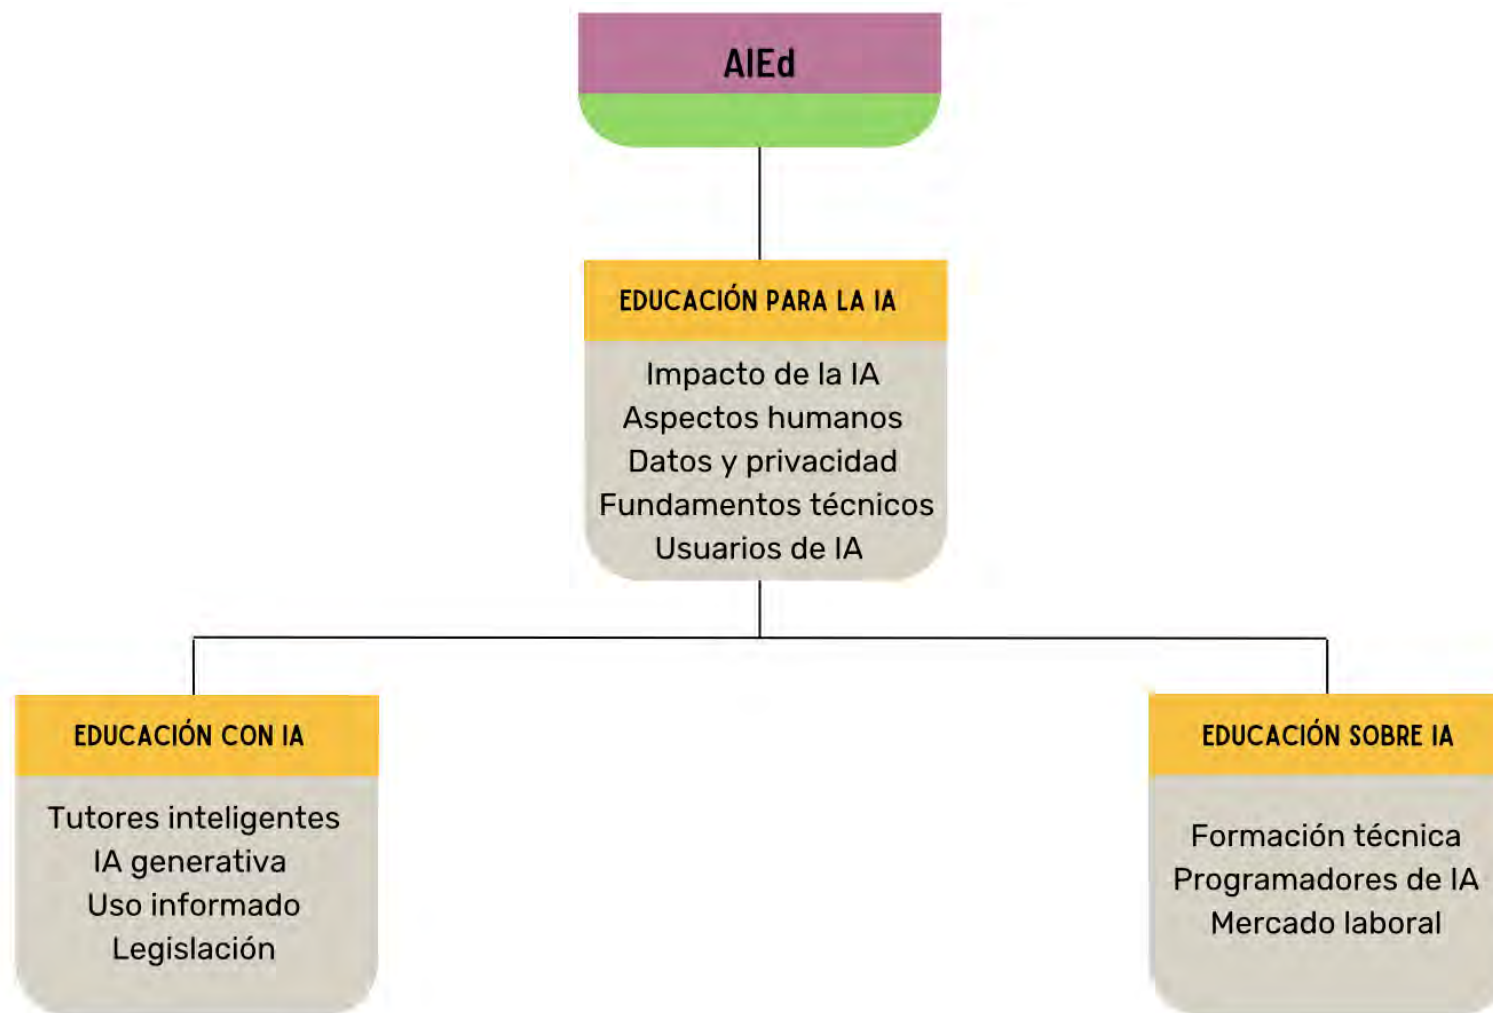 AIEd
EDUCACIÓN PARA LA IA
Impacto de la IA
Aspectos humanos
Datos y privacidad
Fundamentos técnicos
Usuarios de IA
EDUCACIÓN CON IA
Tutores inteligentes
IA generativa
Uso informado
Legislación
EDUCACIÓN SOBRE IA
Formación técnica
Programadores de IA
Mercado laboral